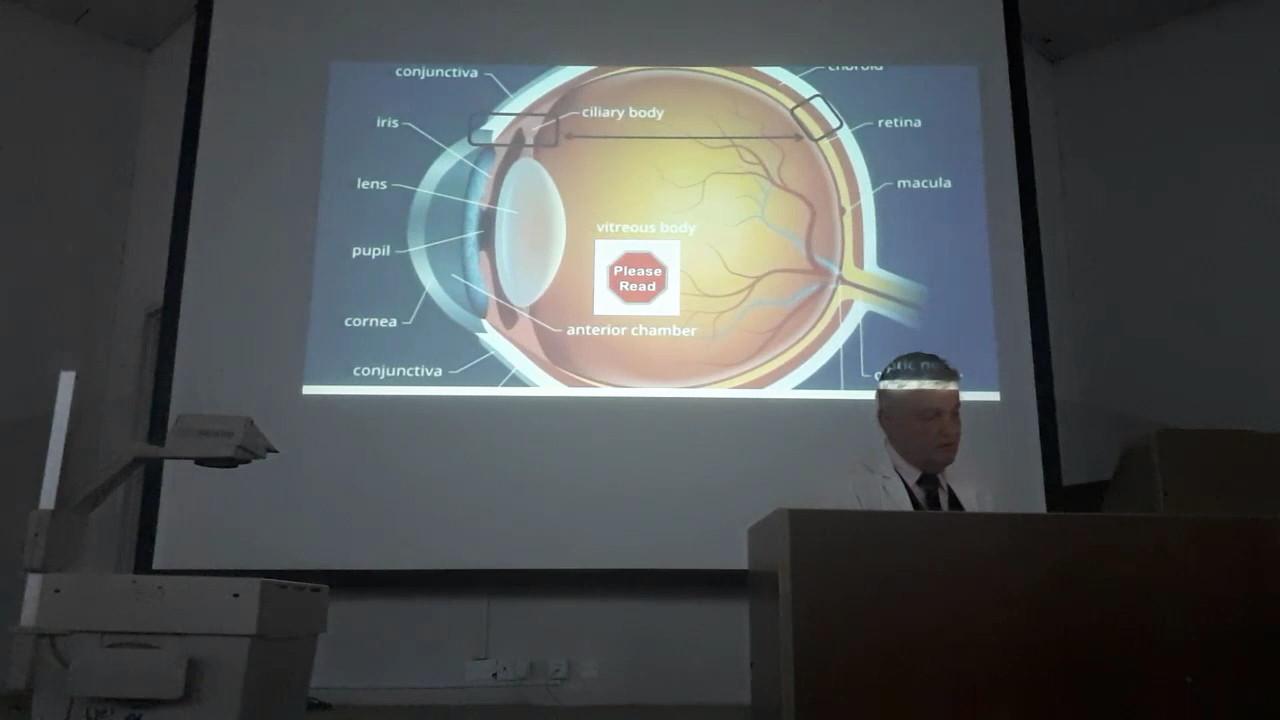 conjunctiva
choroid
ciliary body
iris
retina
lens
macula
vitreous body
pupil
Please
Read
cornea
anterior chamber
conjunctiva